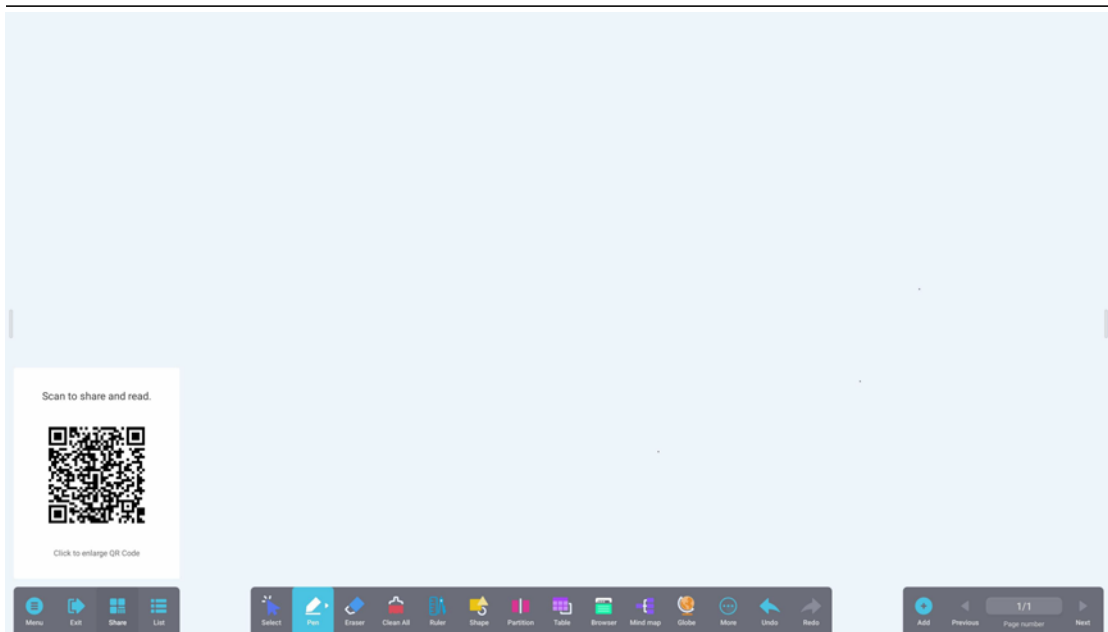 Scan to share and read.
Click to enlarge QR Code
Menu Exit Share List
Select Pen Eraser Clean All Ruler Shape Partition Table Browser Mind map Globe More Undo Redo
1/1
Add Previous Page number Next